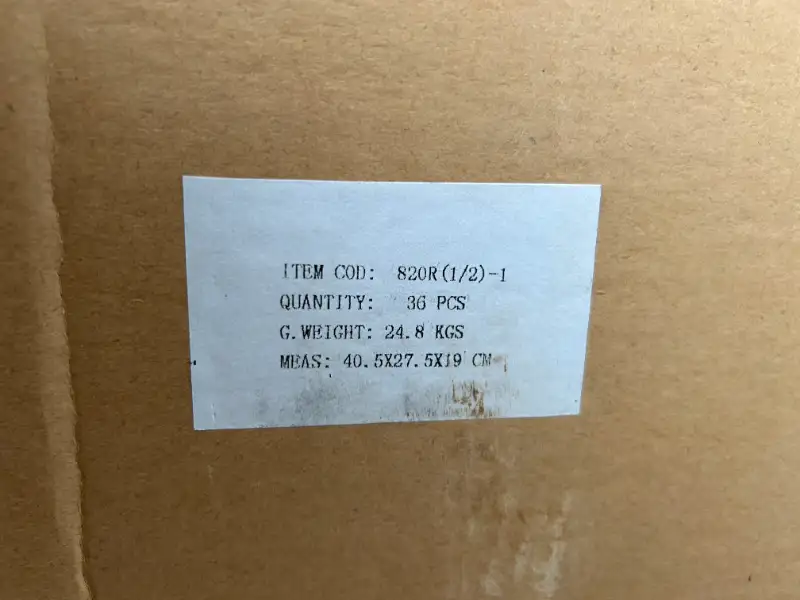 ITEM COD: 820R(1/2)-1
QUANTITY: 36 PCS
G.WEIGHT: 24.8 KGS
MEAS: 40.5X27.5X19 CM